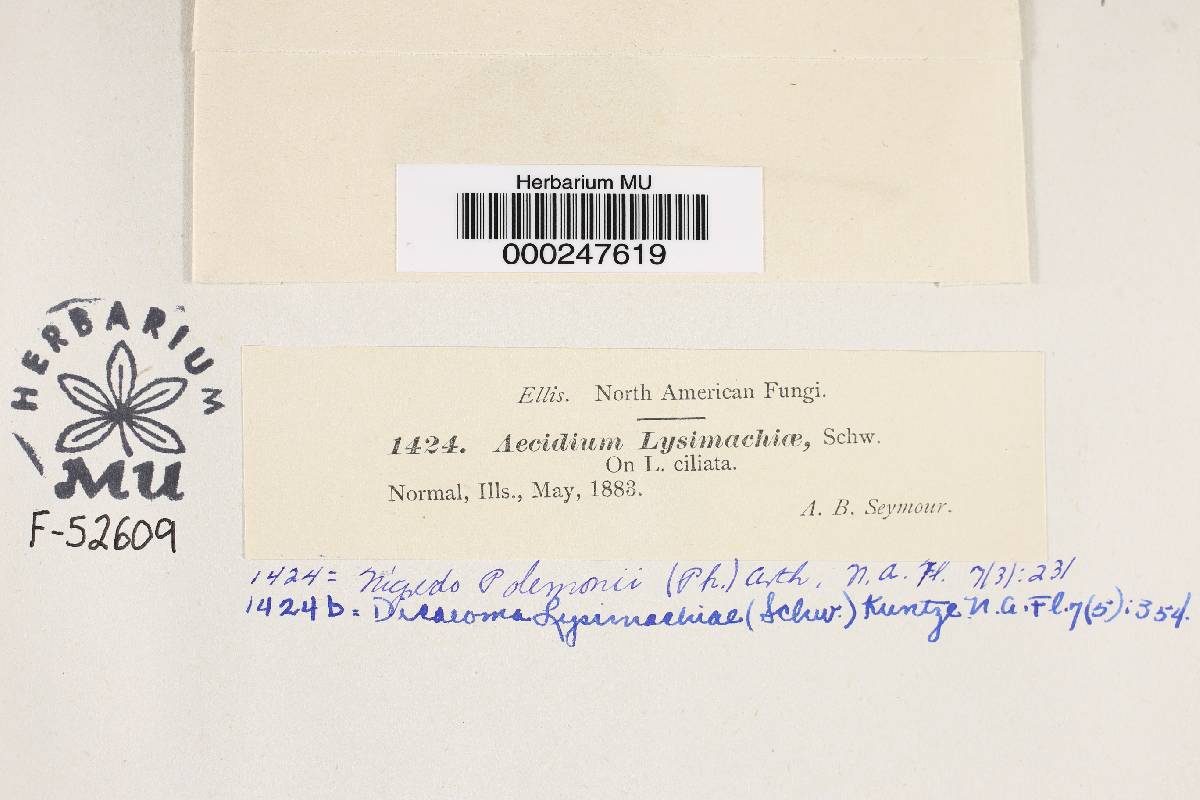 Herbarium MU
000247619
HERBARIUM
MU
F-52609
Ellis. North American Fungi.
1424. Aecidium Lysimachiæ, Schw.
On L. ciliata.
Normal, Ills., May, 1883.
A. B. Seymour.
1424 = Nigredo Polemonii (Pk.) Arth. N. A. Fl. 7(3):231
1424b = Dicaeoma Lysimachiae (Schw.) Kuntze N. A. Fl. 7(5):354.